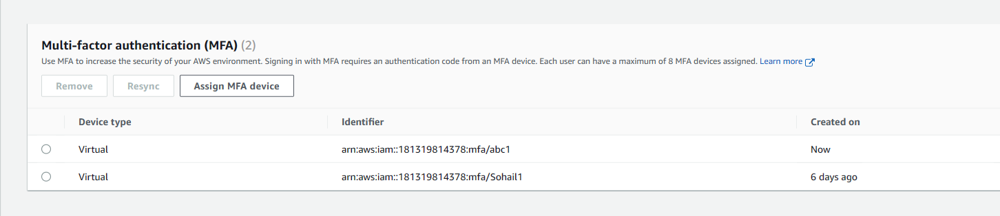 Multi-factor authentication (MFA) (2)
Use MFA to increase the security of your AWS environment. Signing in with MFA requires an authentication code from an MFA device. Each user can have a maximum of 8 MFA devices assigned. Learn more
Remove Resync Assign MFA device
Device type Identifier Created on
Virtual arn:aws:iam::181319814378:mfa/abc1 Now
Virtual arn:aws:iam::181319814378:mfa/Sohail1 6 days ago